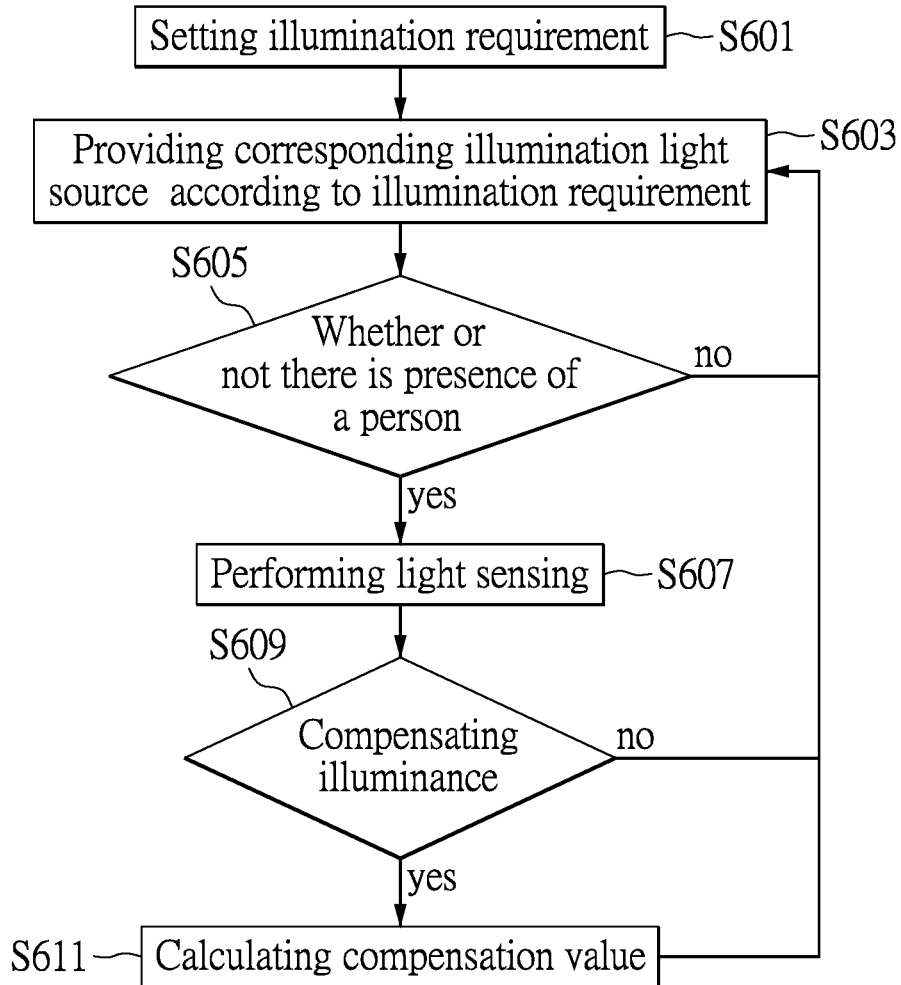 Setting illumination requirement
S601
Providing corresponding illumination light
source according to illumination requirement
S603
S605
Whether or
not there is presence of
a person
no
yes
Performing light sensing
S607
S609
Compensating
illuminance
no
yes
S611
Calculating compensation value